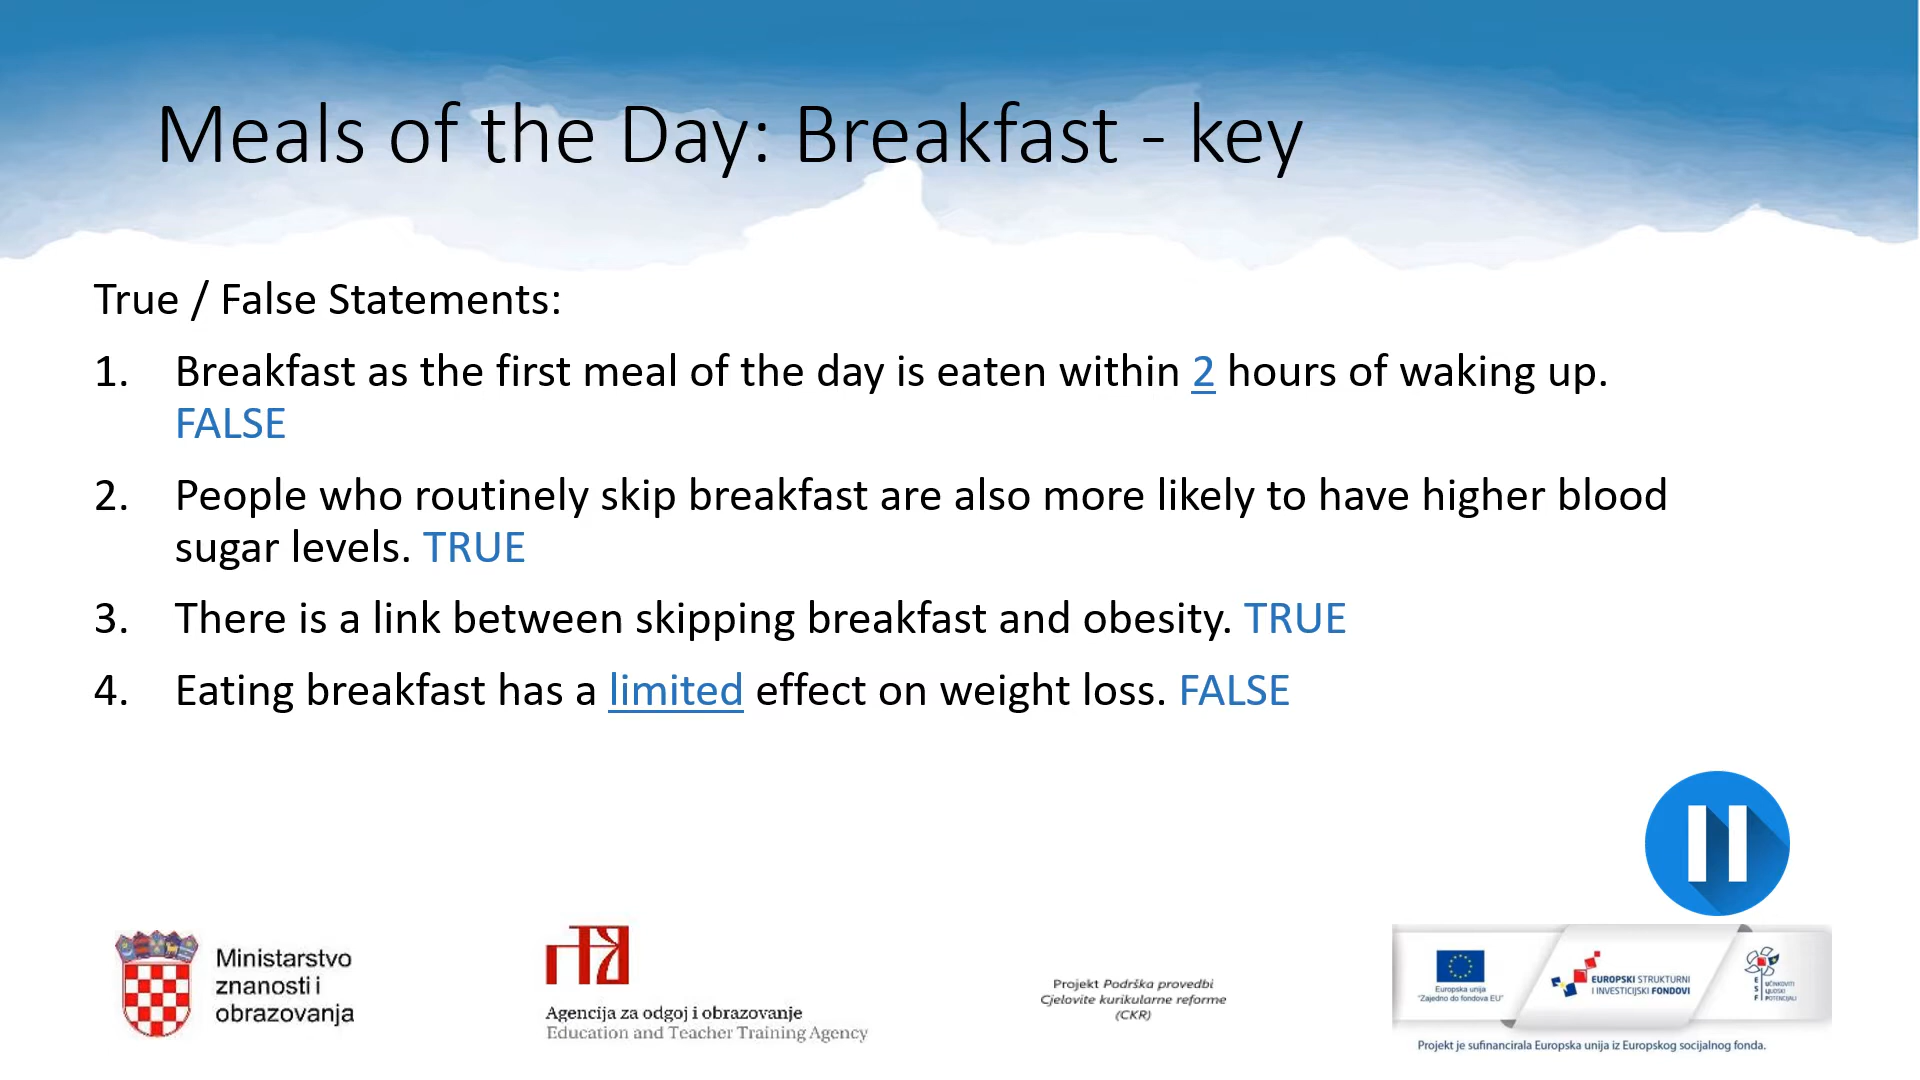 Meals of the Day: Breakfast - key
True / False Statements:
1. Breakfast as the first meal of the day is eaten within 2 hours of waking up.
FALSE
2. People who routinely skip breakfast are also more likely to have higher blood
sugar levels. TRUE
3. There is a link between skipping breakfast and obesity. TRUE
4. Eating breakfast has a limited effect on weight loss. FALSE
Ministarstvo
znanosti i
obrazovanja
Agencija za odgoj i obrazovanje
Education and Teacher Training Agency
Projekt Podrška provedbi
Cjelovite kurikularne reforme
(CKR)
Europska unija
"Zajedno do fondova EU"
EUROPSKI STRUKTURNI
I INVESTICIJSKI FONDOVI
ESF
UČINKOVITI
LJUDSKI
POTENCIJALI
Projekt je sufinancirala Europska unija iz Europskog socijalnog fonda.